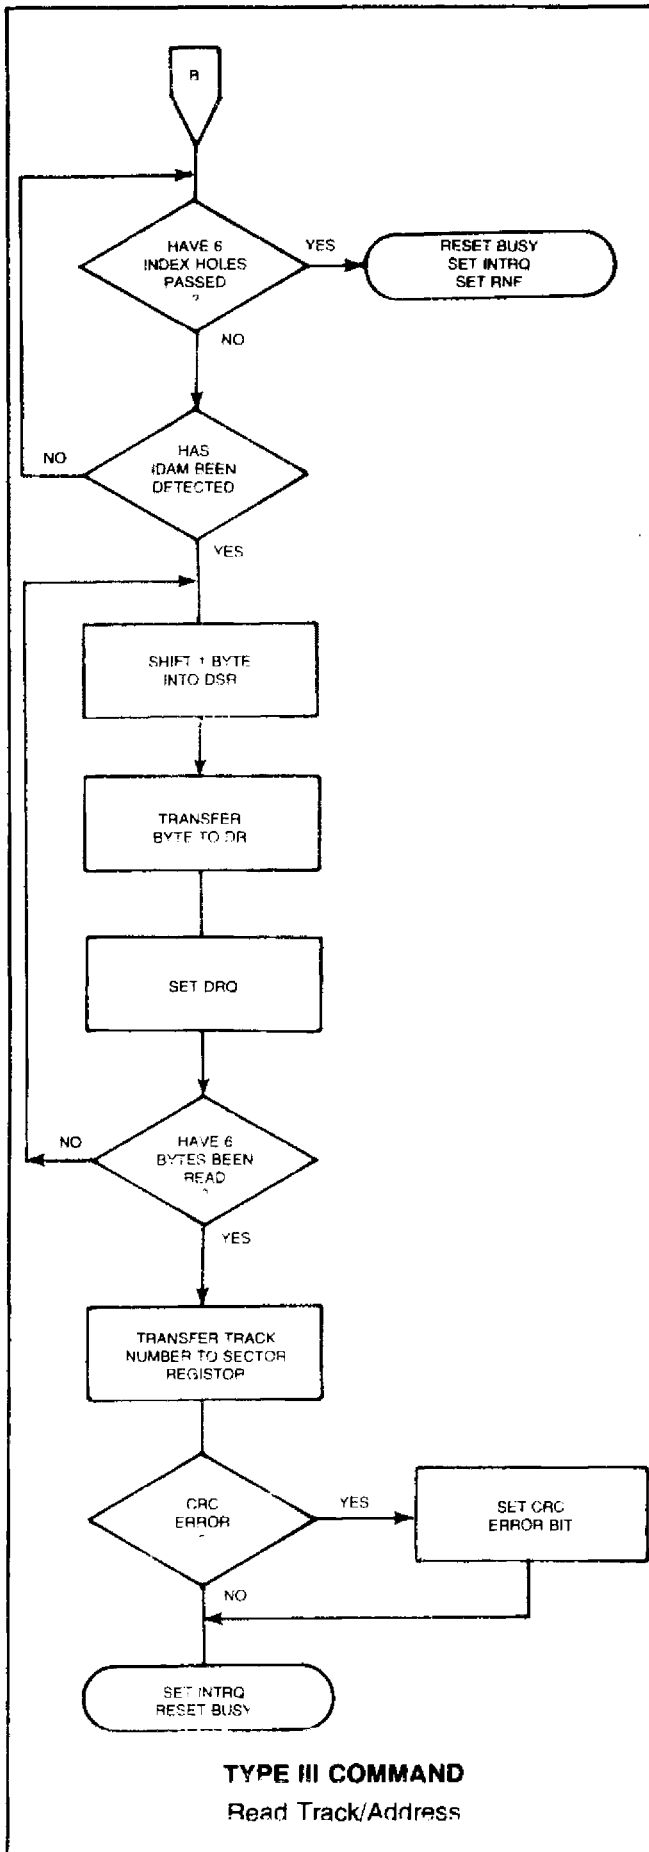 B
HAVE 6
INDEX HOLES
PASSED
?
YES
RESET BUSY
SET INTRQ
SET RNF
NO
HAS
IDAM BEEN
DETECTED
NO
YES
SHIFT 1 BYTE
INTO DSR
TRANSFER
BYTE TO DR
SET DRQ
HAVE 6
BYTES BEEN
READ
?
NO
YES
TRANSFER TRACK
NUMBER TO SECTOR
REGISTOR
CRC
ERROR
?
YES
SET CRC
ERROR BIT
NO
SET INTRQ
RESET BUSY
TYPE III COMMAND
Read Track/Address